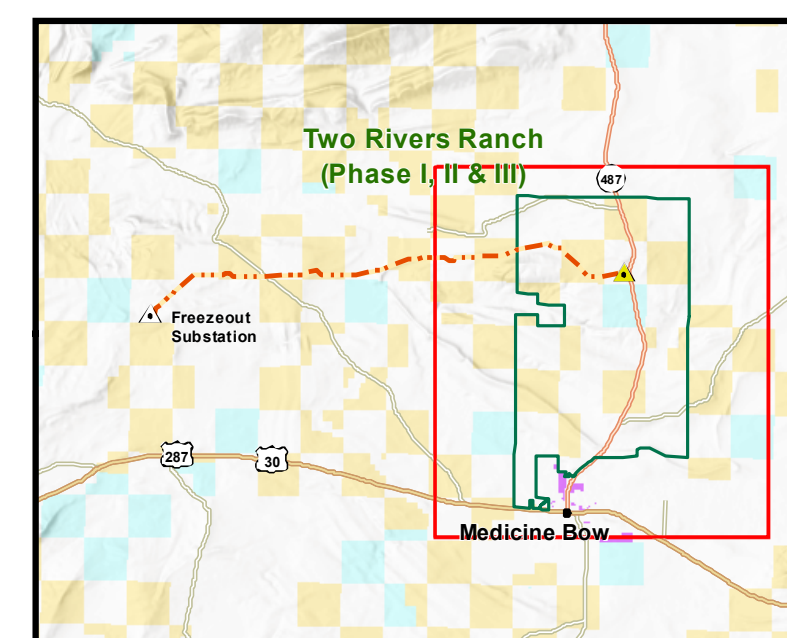 Two Rivers Ranch
(Phase I, II & III)
487
Freezeout
Substation
287
30
Medicine Bow